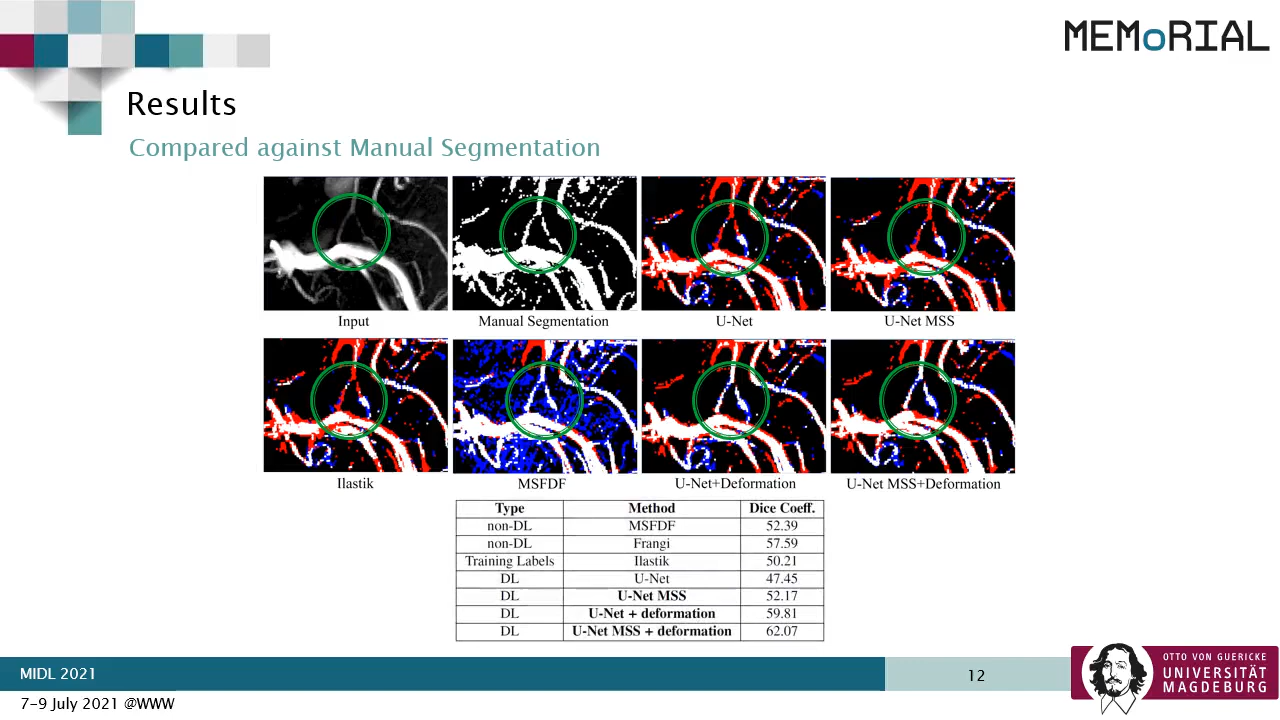 MEMoRIAL
Results
Compared against Manual Segmentation
Input
Manual Segmentation
U-Net
U-Net MSS
Ilastik
MSFDF
U-Net+Deformation
U-Net MSS+Deformation
Type Method Dice Coeff.
non-DL MSFDF 52.39
non-DL Frangi 57.59
Training Labels Ilastik 50.21
DL U-Net 47.45
DL U-Net MSS 52.17
DL U-Net + deformation 59.81
DL U-Net MSS + deformation 62.07
MIDL 2021
12
OTTO VON GUERICKE
UNIVERSITÄT
MAGDEBURG
7-9 July 2021 @WWW